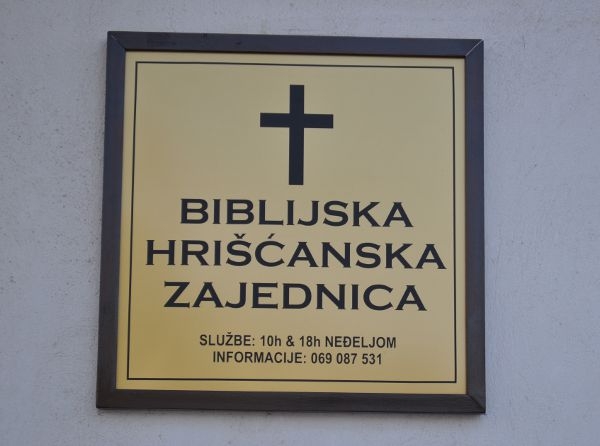 BIBLIJSKA
HRIŠĆANSKA
ZAJEDNICA
SLUŽBE: 10h & 18h NEĐELJOM
INFORMACIJE: 069 087 531